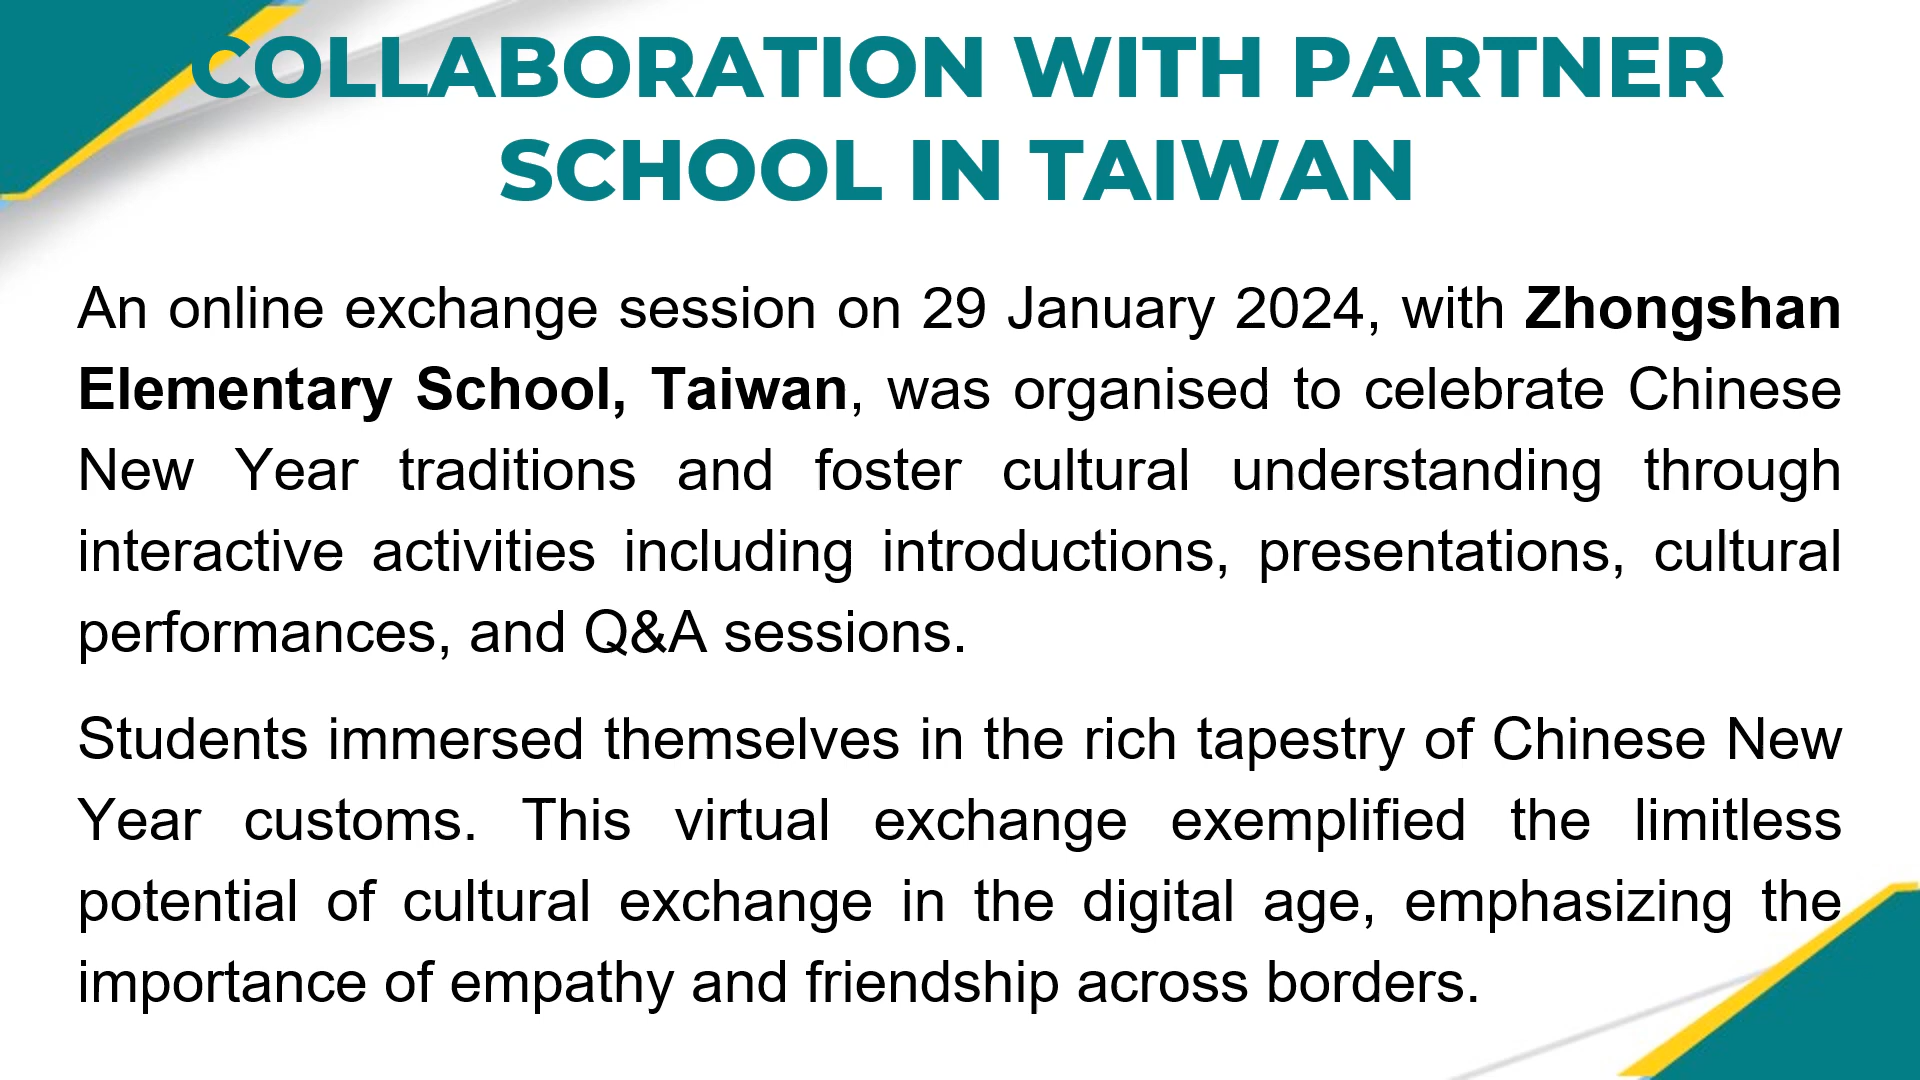 COLLABORATION WITH PARTNER
SCHOOL IN TAIWAN
An online exchange session on 29 January 2024, with Zhongshan
Elementary School, Taiwan, was organised to celebrate Chinese
New Year traditions and foster cultural understanding through
interactive activities including introductions, presentations, cultural
performances, and Q&A sessions.
Students immersed themselves in the rich tapestry of Chinese New
Year customs. This virtual exchange exemplified the limitless
potential of cultural exchange in the digital age, emphasizing the
importance of empathy and friendship across borders.